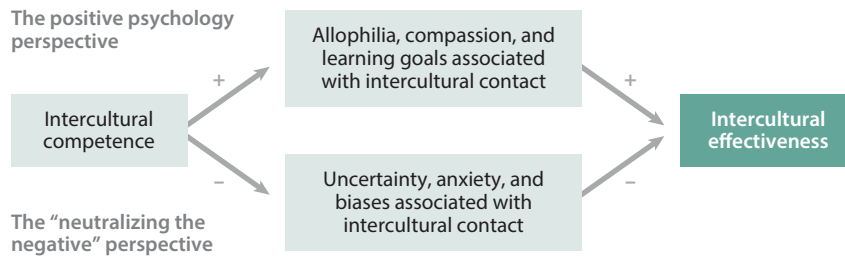 The positive psychology
perspective
Allophilia, compassion, and
learning goals associated
with intercultural contact
+
+
Intercultural
competence
Intercultural
effectiveness
–
–
Uncertainty, anxiety, and
biases associated with
intercultural contact
The “neutralizing the
negative” perspective